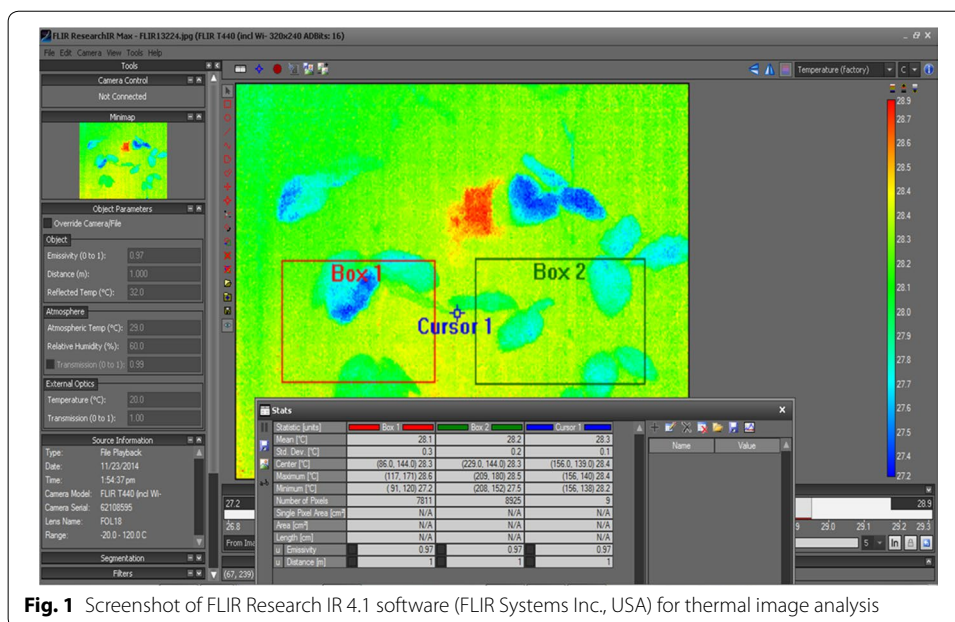 FLIR ResearchIR Max - FLIR13224.jpg (FLIR T440 (incl Wi- 320x240 ADBits: 16)
File Edit Camera View Tools Help
Tools
Temperature (factory) C
Camera Control
Not Connected
Minimap
Object Parameters
Override Camera/File
Object
Emissivity (0 to 1): 0.97
Distance (m): 1.000
Reflected Temp (°C): 32.0
Atmosphere
Atmospheric Temp (°C): 29.0
Relative Humidity (%): 60.0
Transmission (0 to 1): 0.99
External Optics
Temperature (°C): 20.0
Transmission (0 to 1): 1.00
Source Information
Type: File Playback
Date: 11/23/2014
Time: 1:54:37 pm
Camera Model: FLIR T440 (incl Wi-
Camera Serial: 62108595
Lens Name: FOL18
Range: -20.0 - 120.0 C
Segmentation
Filters
Box 1
Box 2
Cursor 1
28.9
28.7
28.6
28.5
28.4
28.3
28.2
28.1
28.0
27.8
27.7
27.6
27.5
27.4
27.2
Stats
Statistic [units] Box 1 Box 2 Cursor 1
Mean [°C] 28.1 28.2 28.3
Std. Dev. [°C] 0.3 0.2 0.1
Center [°C] (86.0, 144.0) 28.3 (229.0, 144.0) 28.3 (156.0, 139.0) 28.4
Maximum [°C] (117, 171) 28.6 (209, 180) 28.5 (156, 140) 28.4
Minimum [°C] (91, 120) 27.2 (208, 152) 27.5 (156, 138) 28.2
Number of Pixels 7811 8925 9
Single Pixel Area [cm²] N/A N/A N/A
Area [cm²] N/A N/A N/A
Length [cm] N/A N/A N/A
u Emissivity 0.97 0.97 0.97
u Distance [m] 1 1 1
Name Value
27.2 28.9
26.8 29.0 29.1 29.2 29.3
From Ima 5 ln
(67, 239)
Fig. 1 Screenshot of FLIR Research IR 4.1 software (FLIR Systems Inc., USA) for thermal image analysis